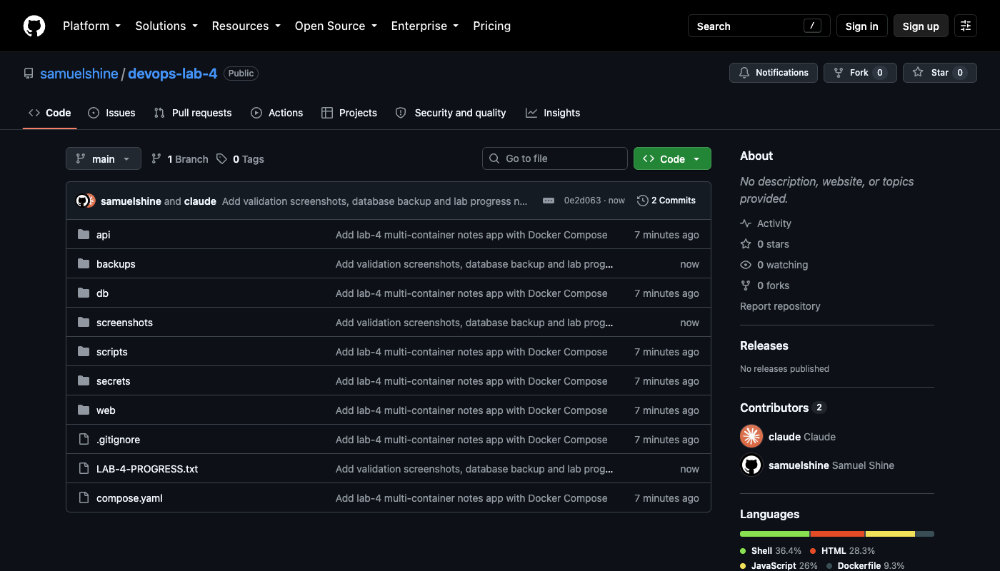 Platform Solutions Resources Open Source Enterprise Pricing Search / Sign in Sign up
samuelshine / devops-lab-4 Public Notifications Fork 0 Star 0
Code Issues Pull requests Actions Projects Security and quality Insights
main 1 Branch 0 Tags Go to file Code
samuelshine and claude Add validation screenshots, database backup and lab progress n... 0e2d063 · now 2 Commits
api Add lab-4 multi-container notes app with Docker Compose 7 minutes ago
backups Add validation screenshots, database backup and lab prog... now
db Add lab-4 multi-container notes app with Docker Compose 7 minutes ago
screenshots Add validation screenshots, database backup and lab prog... now
scripts Add lab-4 multi-container notes app with Docker Compose 7 minutes ago
secrets Add lab-4 multi-container notes app with Docker Compose 7 minutes ago
web Add lab-4 multi-container notes app with Docker Compose 7 minutes ago
.gitignore Add lab-4 multi-container notes app with Docker Compose 7 minutes ago
LAB-4-PROGRESS.txt Add validation screenshots, database backup and lab prog... now
compose.yaml Add lab-4 multi-container notes app with Docker Compose 7 minutes ago
About
No description, website, or topics
provided.
Activity
0 stars
0 watching
0 forks
Report repository
Releases
No releases published
Contributors 2
claude Claude
samuelshine Samuel Shine
Languages
Shell 36.4% HTML 28.3%
JavaScript 26% Dockerfile 9.3%